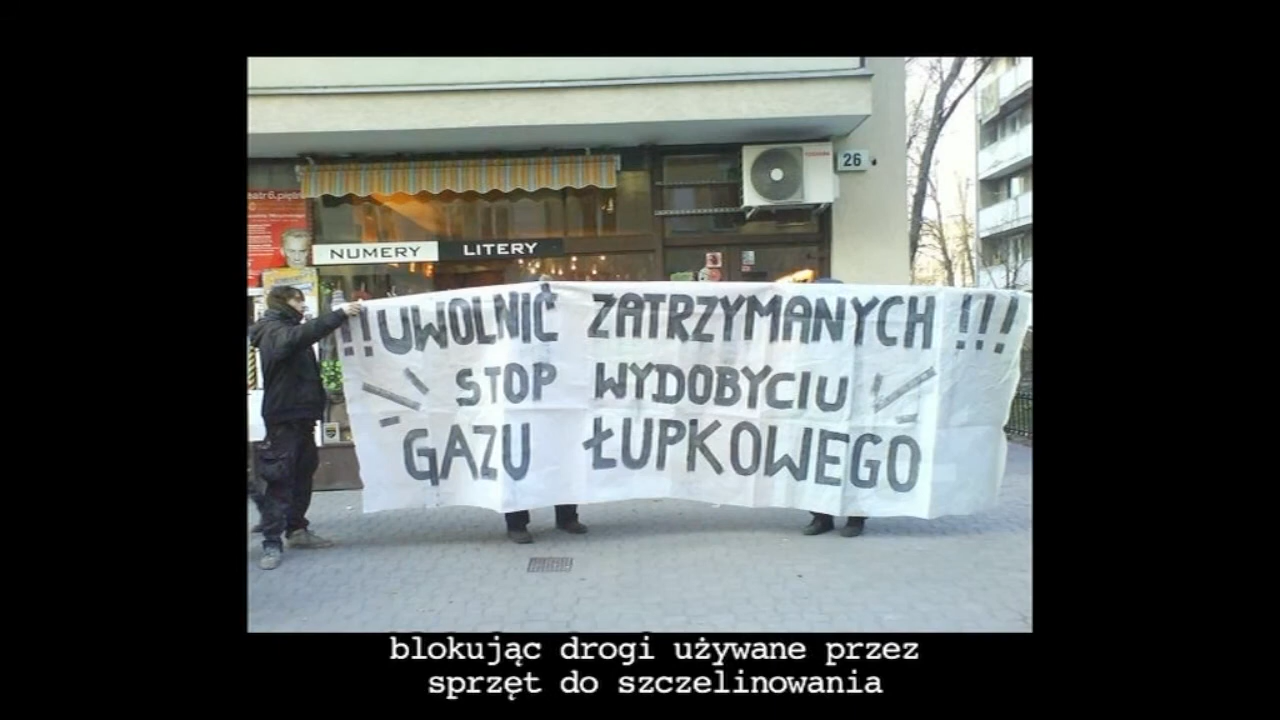 26
NUMERY LITERY
!!UWOLNIĆ ZATRZYMANYCH !!!
STOP WYDOBYCIU
GAZU ŁUPKOWEGO
blokując drogi używane przez
sprzęt do szczelinowania